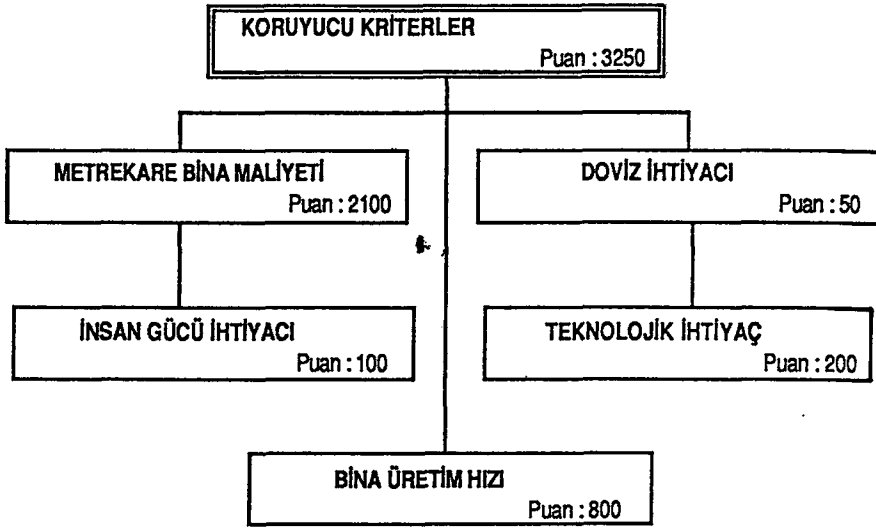 KORUYUCU KRİTERLER
Puan : 3250
METREKARE BİNA MALİYETİ
Puan : 2100
DOVİZ İHTİYACI
Puan : 50
İNSAN GÜCÜ İHTİYACI
Puan : 100
TEKNOLOJİK İHTİYAÇ
Puan : 200
BİNA ÜRETİM HIZI
Puan : 800